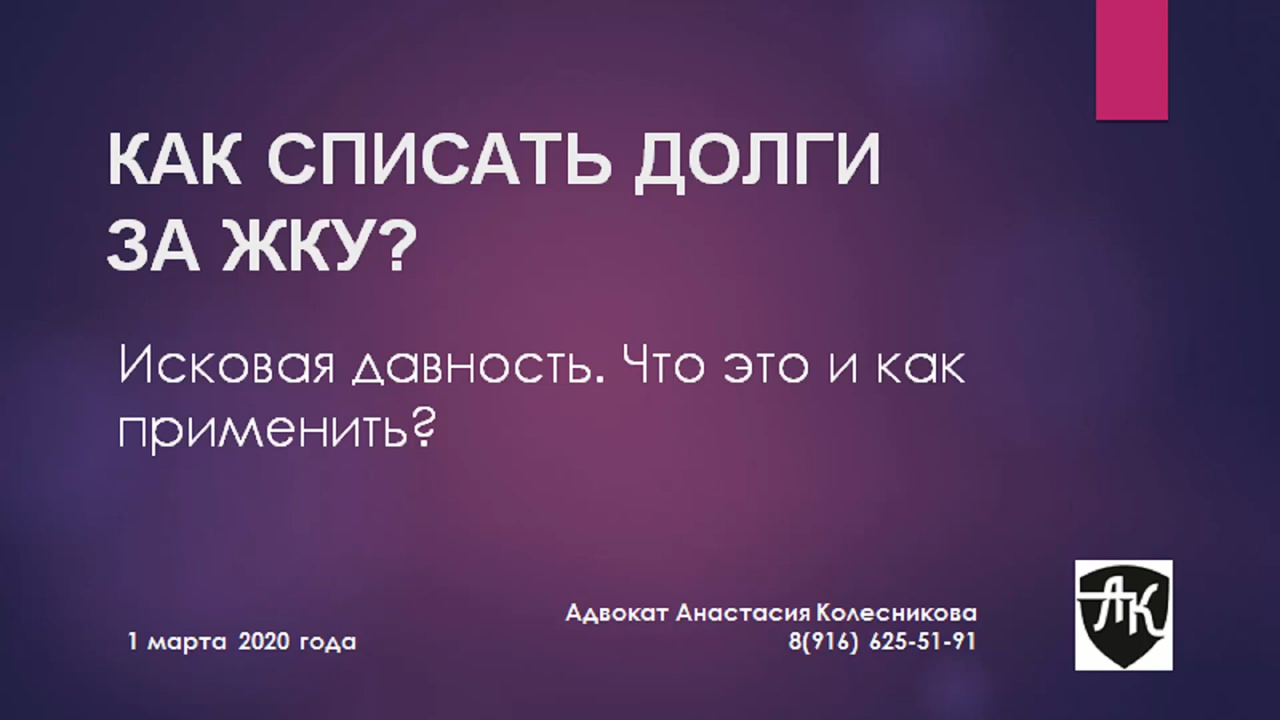 КАК СПИСАТЬ ДОЛГИ
ЗА ЖКУ?
Исковая давность. Что это и как
применить?
Адвокат Анастасия Колесникова
1 марта 2020 года
8(916) 625-51-91
АК